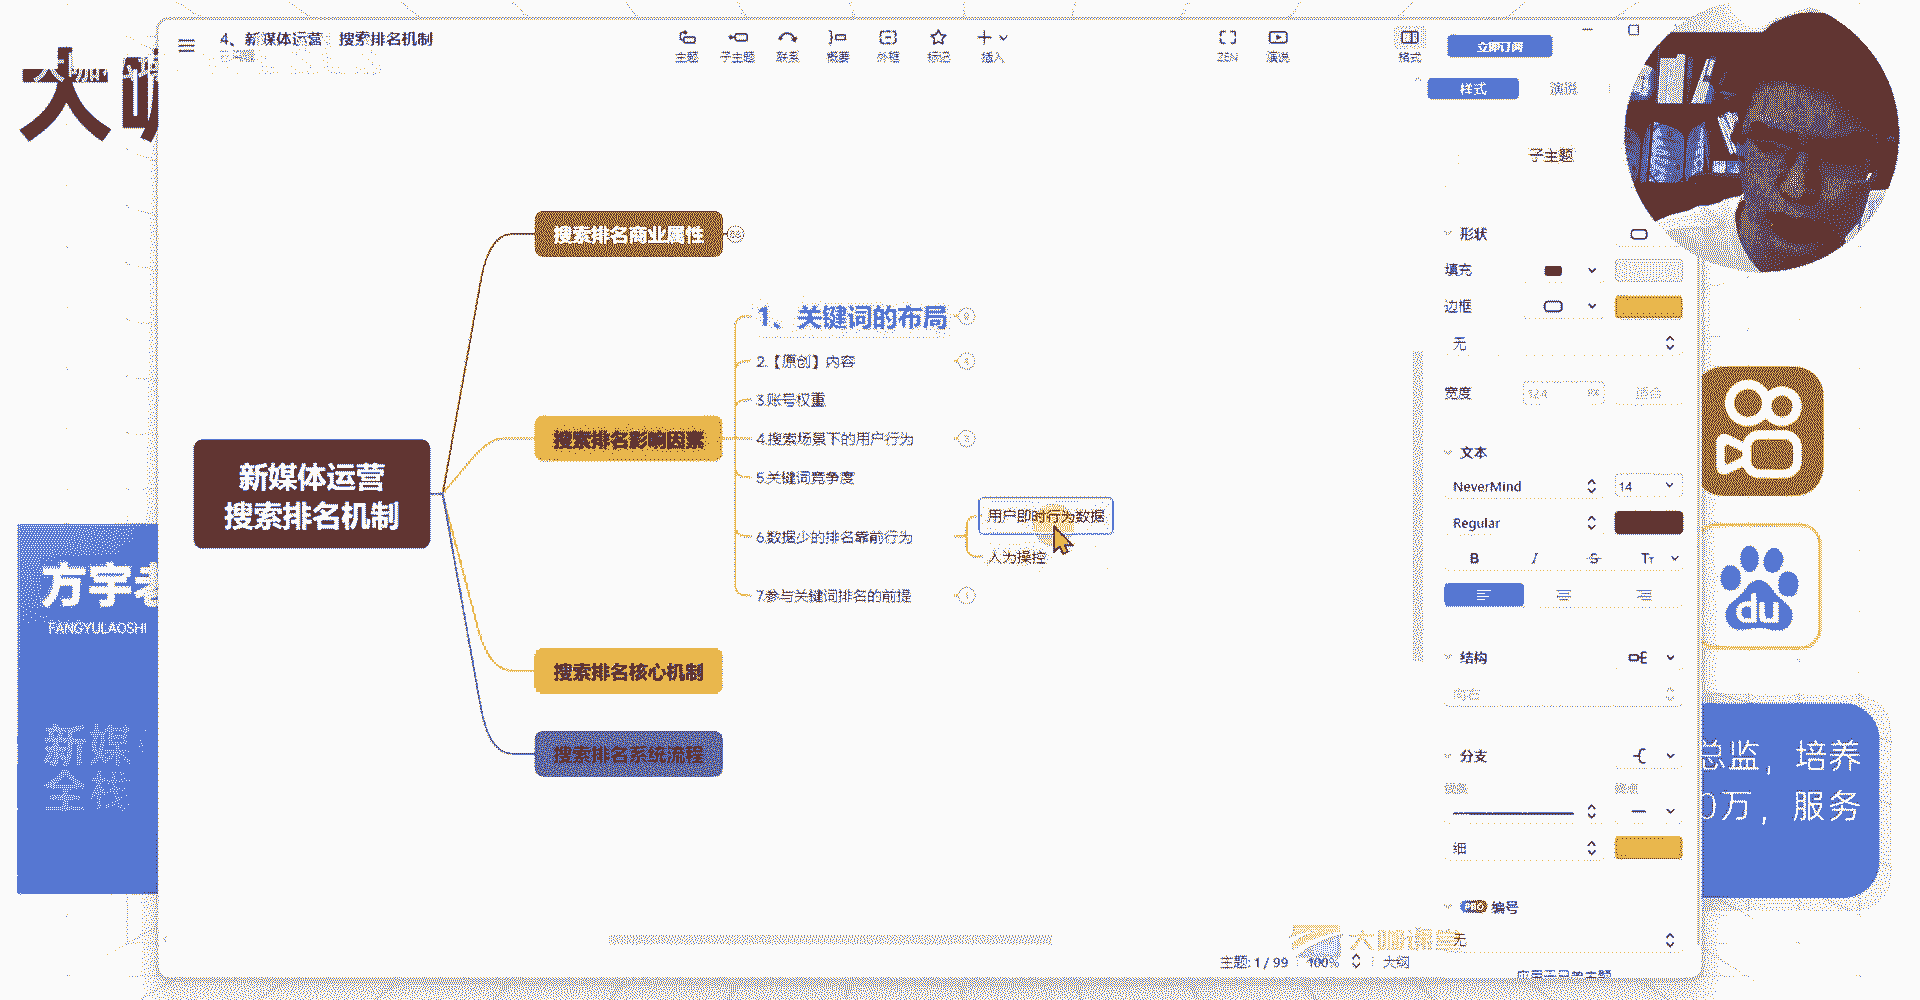 4、新媒体运营 搜索排名机制
主题
子主题
联系
概要
外框
标记
插入
ZEN
演说
格式
立即订阅
样式
演说
子主题
搜索排名商业属性
形状
填充
边框
无
宽度
124
PX
适合
1、关键词的布局
2.【原创】内容
3.账号权重
4.搜索场景下的用户行为
5.关键词竞争度
6.数据少的排名靠前行为
7.参与关键词排名的前提
用户即时行为数据
人为操控
搜索排名影响因素
新媒体运营
搜索排名机制
搜索排名核心机制
搜索排名系统流程
文本
NeverMind
14
Regular
B
I
S
Tт
结构
向右
分支
细
PRO 编号
无
主题: 1 / 99
100%
大纲
大咖课堂
方宇老
FANGYULAOSHI
新媒
全栈
du
总监，培养
0万，服务